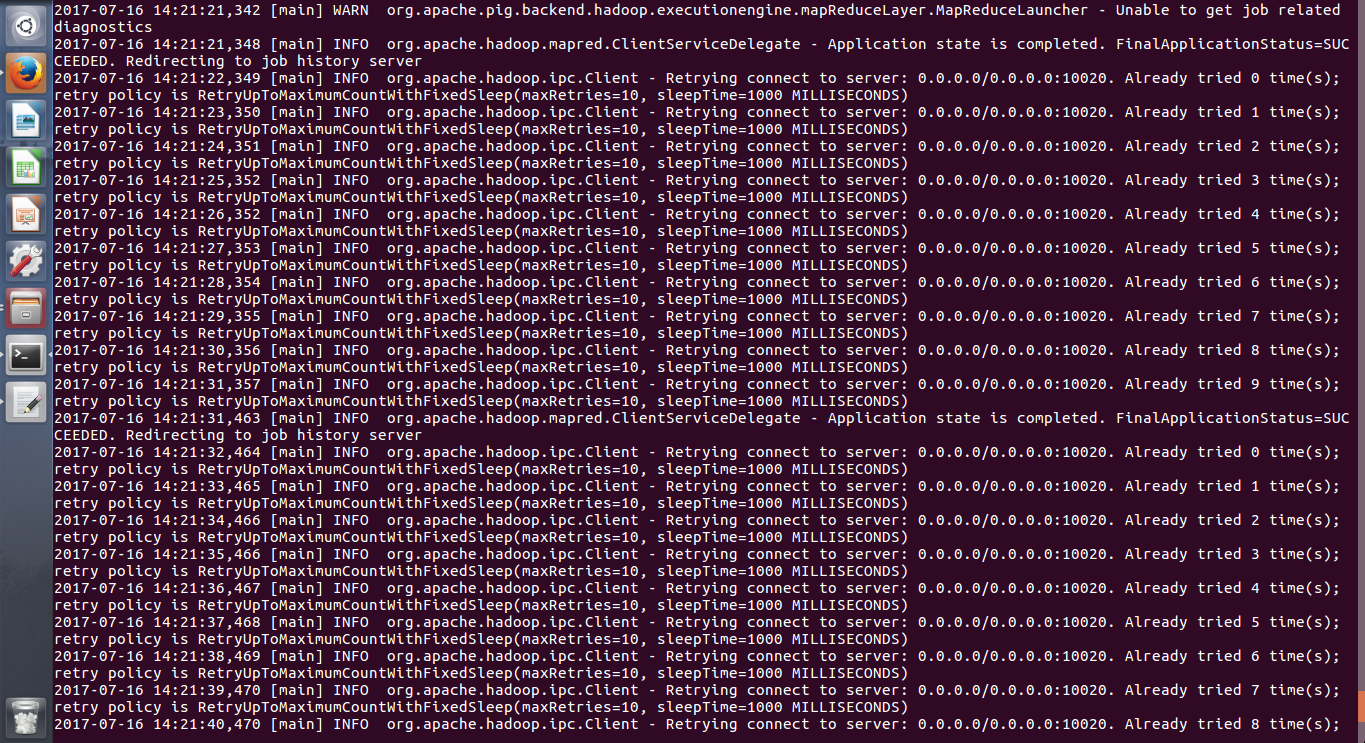 2017-07-16 14:21:21,342 [main] WARN  org.apache.pig.backend.hadoop.executionengine.mapReduceLayer.MapReduceLauncher - Unable to get job related
diagnostics
2017-07-16 14:21:21,348 [main] INFO  org.apache.hadoop.mapred.ClientServiceDelegate - Application state is completed. FinalApplicationStatus=SUC
CEEDED. Redirecting to job history server
2017-07-16 14:21:22,349 [main] INFO  org.apache.hadoop.ipc.Client - Retrying connect to server: 0.0.0.0/0.0.0.0:10020. Already tried 0 time(s);
retry policy is RetryUpToMaximumCountWithFixedSleep(maxRetries=10, sleepTime=1000 MILLISECONDS)
2017-07-16 14:21:23,350 [main] INFO  org.apache.hadoop.ipc.Client - Retrying connect to server: 0.0.0.0/0.0.0.0:10020. Already tried 1 time(s);
retry policy is RetryUpToMaximumCountWithFixedSleep(maxRetries=10, sleepTime=1000 MILLISECONDS)
2017-07-16 14:21:24,351 [main] INFO  org.apache.hadoop.ipc.Client - Retrying connect to server: 0.0.0.0/0.0.0.0:10020. Already tried 2 time(s);
retry policy is RetryUpToMaximumCountWithFixedSleep(maxRetries=10, sleepTime=1000 MILLISECONDS)
2017-07-16 14:21:25,352 [main] INFO  org.apache.hadoop.ipc.Client - Retrying connect to server: 0.0.0.0/0.0.0.0:10020. Already tried 3 time(s);
retry policy is RetryUpToMaximumCountWithFixedSleep(maxRetries=10, sleepTime=1000 MILLISECONDS)
2017-07-16 14:21:26,352 [main] INFO  org.apache.hadoop.ipc.Client - Retrying connect to server: 0.0.0.0/0.0.0.0:10020. Already tried 4 time(s);
retry policy is RetryUpToMaximumCountWithFixedSleep(maxRetries=10, sleepTime=1000 MILLISECONDS)
2017-07-16 14:21:27,353 [main] INFO  org.apache.hadoop.ipc.Client - Retrying connect to server: 0.0.0.0/0.0.0.0:10020. Already tried 5 time(s);
retry policy is RetryUpToMaximumCountWithFixedSleep(maxRetries=10, sleepTime=1000 MILLISECONDS)
2017-07-16 14:21:28,354 [main] INFO  org.apache.hadoop.ipc.Client - Retrying connect to server: 0.0.0.0/0.0.0.0:10020. Already tried 6 time(s);
retry policy is RetryUpToMaximumCountWithFixedSleep(maxRetries=10, sleepTime=1000 MILLISECONDS)
2017-07-16 14:21:29,355 [main] INFO  org.apache.hadoop.ipc.Client - Retrying connect to server: 0.0.0.0/0.0.0.0:10020. Already tried 7 time(s);
retry policy is RetryUpToMaximumCountWithFixedSleep(maxRetries=10, sleepTime=1000 MILLISECONDS)
2017-07-16 14:21:30,356 [main] INFO  org.apache.hadoop.ipc.Client - Retrying connect to server: 0.0.0.0/0.0.0.0:10020. Already tried 8 time(s);
retry policy is RetryUpToMaximumCountWithFixedSleep(maxRetries=10, sleepTime=1000 MILLISECONDS)
2017-07-16 14:21:31,357 [main] INFO  org.apache.hadoop.ipc.Client - Retrying connect to server: 0.0.0.0/0.0.0.0:10020. Already tried 9 time(s);
retry policy is RetryUpToMaximumCountWithFixedSleep(maxRetries=10, sleepTime=1000 MILLISECONDS)
2017-07-16 14:21:31,463 [main] INFO  org.apache.hadoop.mapred.ClientServiceDelegate - Application state is completed. FinalApplicationStatus=SUC
CEEDED. Redirecting to job history server
2017-07-16 14:21:32,464 [main] INFO  org.apache.hadoop.ipc.Client - Retrying connect to server: 0.0.0.0/0.0.0.0:10020. Already tried 0 time(s);
retry policy is RetryUpToMaximumCountWithFixedSleep(maxRetries=10, sleepTime=1000 MILLISECONDS)
2017-07-16 14:21:33,465 [main] INFO  org.apache.hadoop.ipc.Client - Retrying connect to server: 0.0.0.0/0.0.0.0:10020. Already tried 1 time(s);
retry policy is RetryUpToMaximumCountWithFixedSleep(maxRetries=10, sleepTime=1000 MILLISECONDS)
2017-07-16 14:21:34,466 [main] INFO  org.apache.hadoop.ipc.Client - Retrying connect to server: 0.0.0.0/0.0.0.0:10020. Already tried 2 time(s);
retry policy is RetryUpToMaximumCountWithFixedSleep(maxRetries=10, sleepTime=1000 MILLISECONDS)
2017-07-16 14:21:35,466 [main] INFO  org.apache.hadoop.ipc.Client - Retrying connect to server: 0.0.0.0/0.0.0.0:10020. Already tried 3 time(s);
retry policy is RetryUpToMaximumCountWithFixedSleep(maxRetries=10, sleepTime=1000 MILLISECONDS)
2017-07-16 14:21:36,467 [main] INFO  org.apache.hadoop.ipc.Client - Retrying connect to server: 0.0.0.0/0.0.0.0:10020. Already tried 4 time(s);
retry policy is RetryUpToMaximumCountWithFixedSleep(maxRetries=10, sleepTime=1000 MILLISECONDS)
2017-07-16 14:21:37,468 [main] INFO  org.apache.hadoop.ipc.Client - Retrying connect to server: 0.0.0.0/0.0.0.0:10020. Already tried 5 time(s);
retry policy is RetryUpToMaximumCountWithFixedSleep(maxRetries=10, sleepTime=1000 MILLISECONDS)
2017-07-16 14:21:38,469 [main] INFO  org.apache.hadoop.ipc.Client - Retrying connect to server: 0.0.0.0/0.0.0.0:10020. Already tried 6 time(s);
retry policy is RetryUpToMaximumCountWithFixedSleep(maxRetries=10, sleepTime=1000 MILLISECONDS)
2017-07-16 14:21:39,470 [main] INFO  org.apache.hadoop.ipc.Client - Retrying connect to server: 0.0.0.0/0.0.0.0:10020. Already tried 7 time(s);
retry policy is RetryUpToMaximumCountWithFixedSleep(maxRetries=10, sleepTime=1000 MILLISECONDS)
2017-07-16 14:21:40,470 [main] INFO  org.apache.hadoop.ipc.Client - Retrying connect to server: 0.0.0.0/0.0.0.0:10020. Already tried 8 time(s);